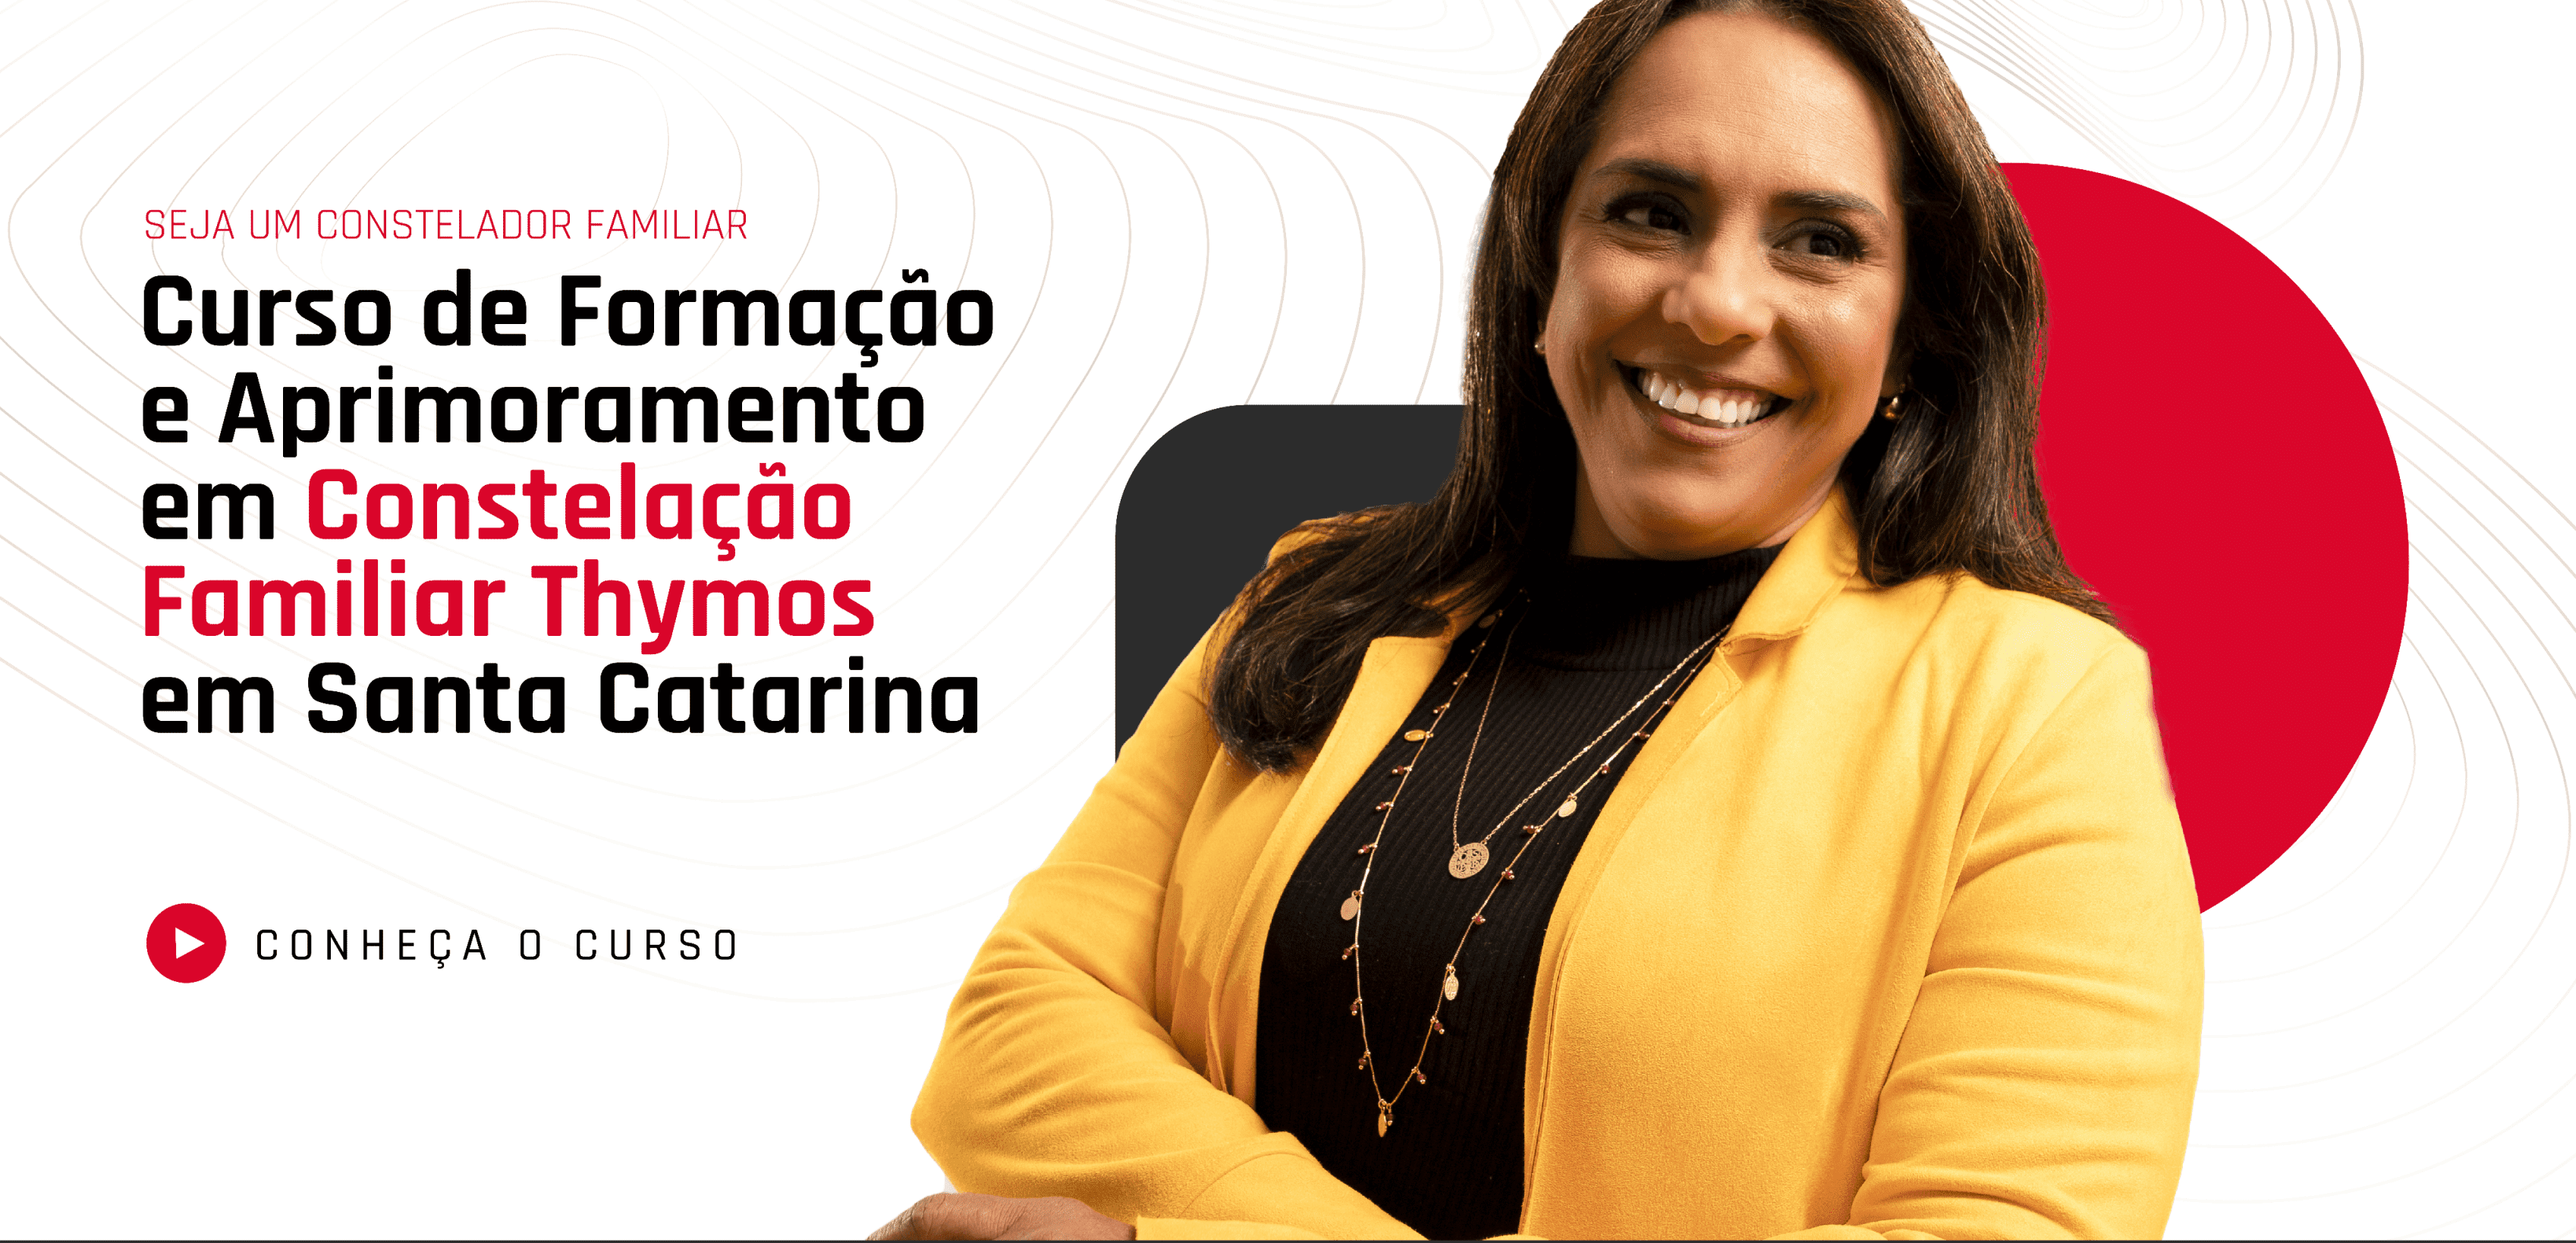 SEJA UM CONSTELADOR FAMILIAR
Curso de Formação
e Aprimoramento
em Constelação
Familiar Thymos
em Santa Catarina
CONHEÇA O CURSO